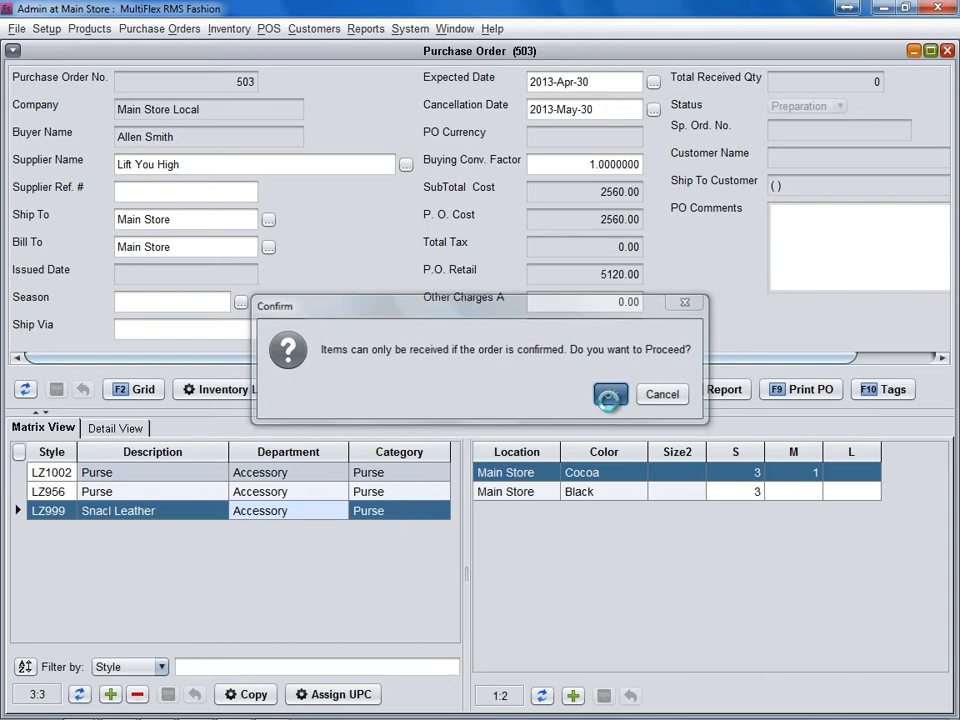 Admin at Main Store : MultiFlex RMS Fashion
File Setup Products Purchase Orders Inventory POS Customers Reports System Window Help
Purchase Order (503)
Purchase Order No. 503 Expected Date 2013-Apr-30 ... Total Received Qty 0
Company Main Store Local Cancellation Date 2013-May-30 ... Status Preparation
Buyer Name Allen Smith PO Currency Sp. Ord. No.
Supplier Name Lift You High ... Buying Conv. Factor 1.0000000 Customer Name
Supplier Ref. # SubTotal Cost 2560.00 Ship To Customer ( )
Ship To Main Store ... P. O. Cost 2560.00 PO Comments
Bill To Main Store ... Total Tax 0.00
Issued Date P.O. Retail 5120.00
Season ... Other Charges A 0.00
Ship Via
Confirm
Items can only be received if the order is confirmed. Do you want to Proceed?
Cancel
F2 Grid Inventory L Report F9 Print PO F10 Tags
Matrix View Detail View
Style Description Department Category Location Color Size2 S M L
LZ1002 Purse Accessory Purse Main Store Cocoa 3 1
LZ956 Purse Accessory Purse Main Store Black 3
LZ999 Snacl Leather Accessory Purse
Filter by: Style
3:3 Copy Assign UPC 1:2